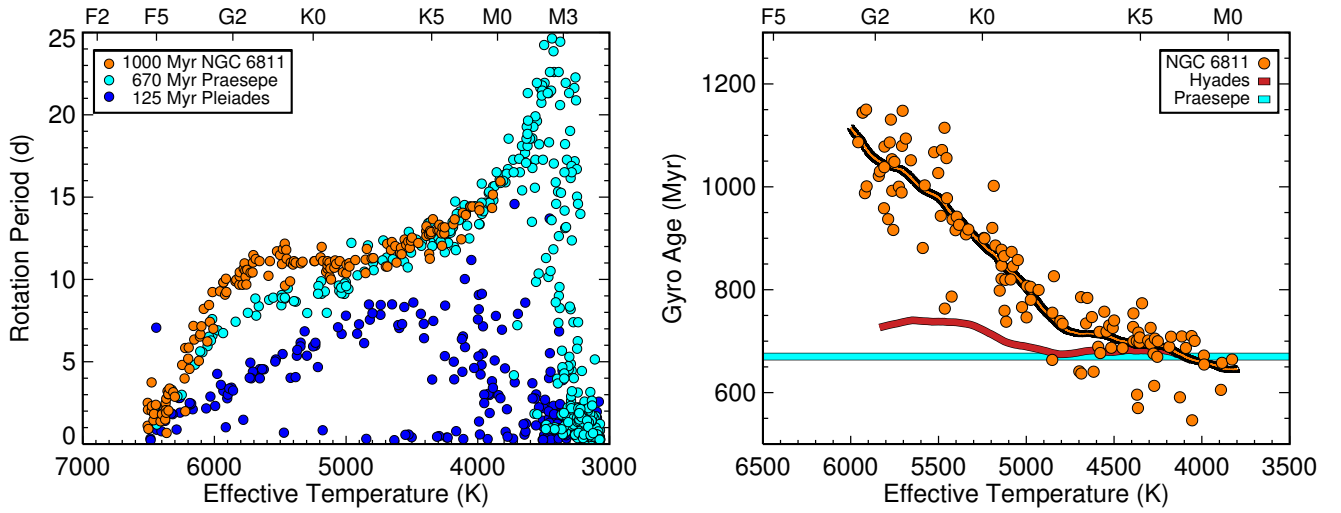 F2 F5 G2 K0 K5 M0 M3
25
20
15
10
5
0
Rotation Period (d)
1000 Myr NGC 6811
670 Myr Praesepe
125 Myr Pleiades
7000 6000 5000 4000 3000
Effective Temperature (K)
F5 G2 K0 K5 M0
1200
1000
800
600
Gyro Age (Myr)
NGC 6811
Hyades
Praesepe
6500 6000 5500 5000 4500 4000 3500
Effective Temperature (K)